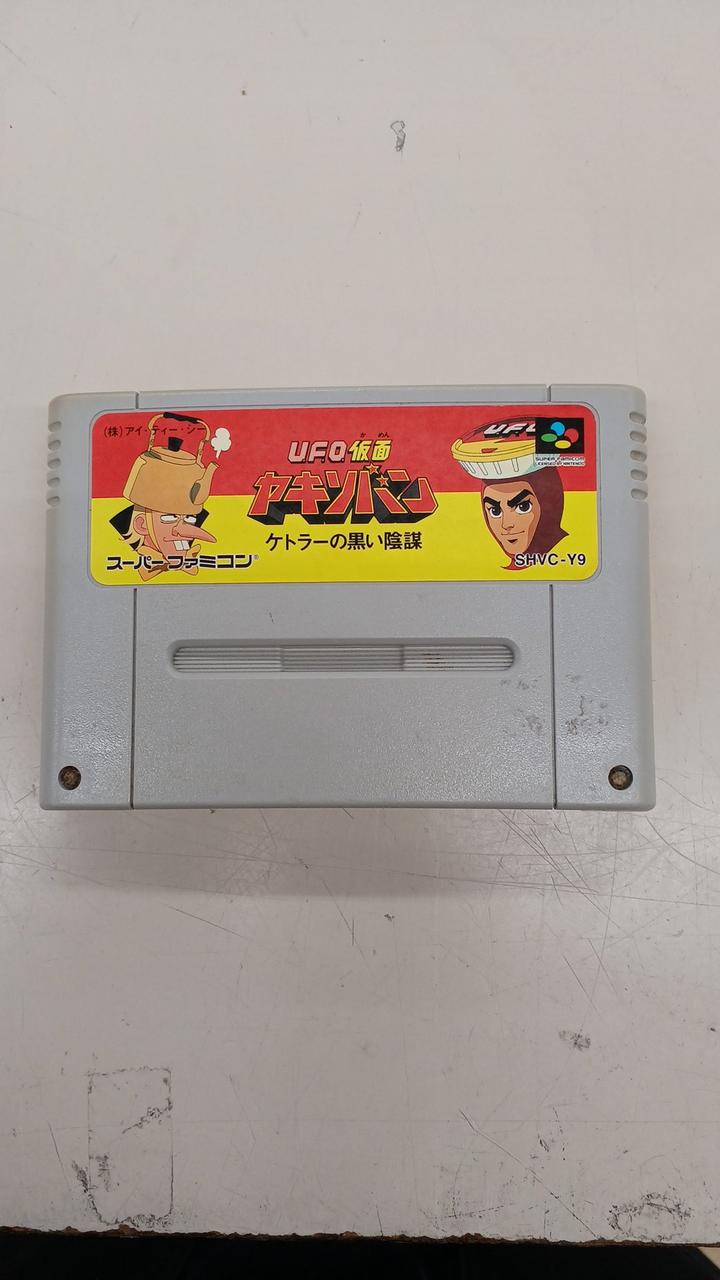 (株)アイ・ティー・シー
か めん
U.F.O.仮面
ヤキソバン
ケトラーの黒い陰謀
UFO
SUPER FAMICOM
LICENSED BY NINTENDO
スーパーファミコン®
SHVC-Y9